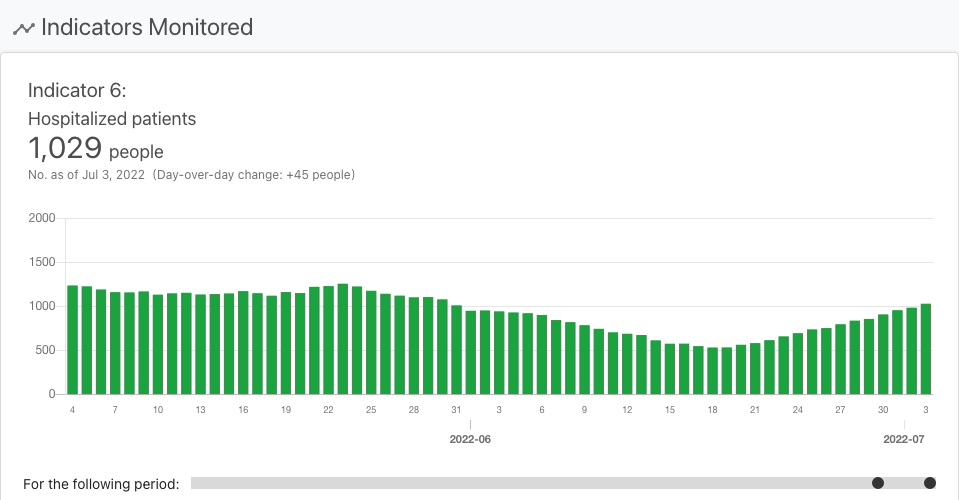 Indicators Monitored
Indicator 6:
Hospitalized patients
1,029 people
No. as of Jul 3, 2022 (Day-over-day change: +45 people)
2000
1500
1000
500
0
4 7 10 13 16 19 22 25 28 31 3 6 9 12 15 18 21 24 27 30 3
2022-06 2022-07
For the following period: